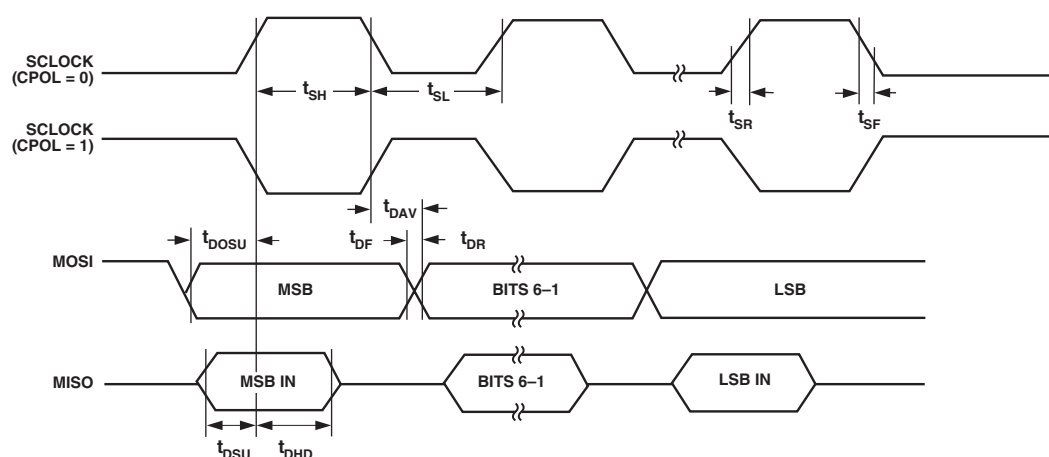 SCLOCK
(CPOL = 0)
tSH
tSL
tSR
tSF
SCLOCK
(CPOL = 1)
tDAV
tDOSU
tDF
tDR
MOSI
MSB
BITS 6–1
LSB
MISO
MSB IN
BITS 6–1
LSB IN
tDSU
tDHD